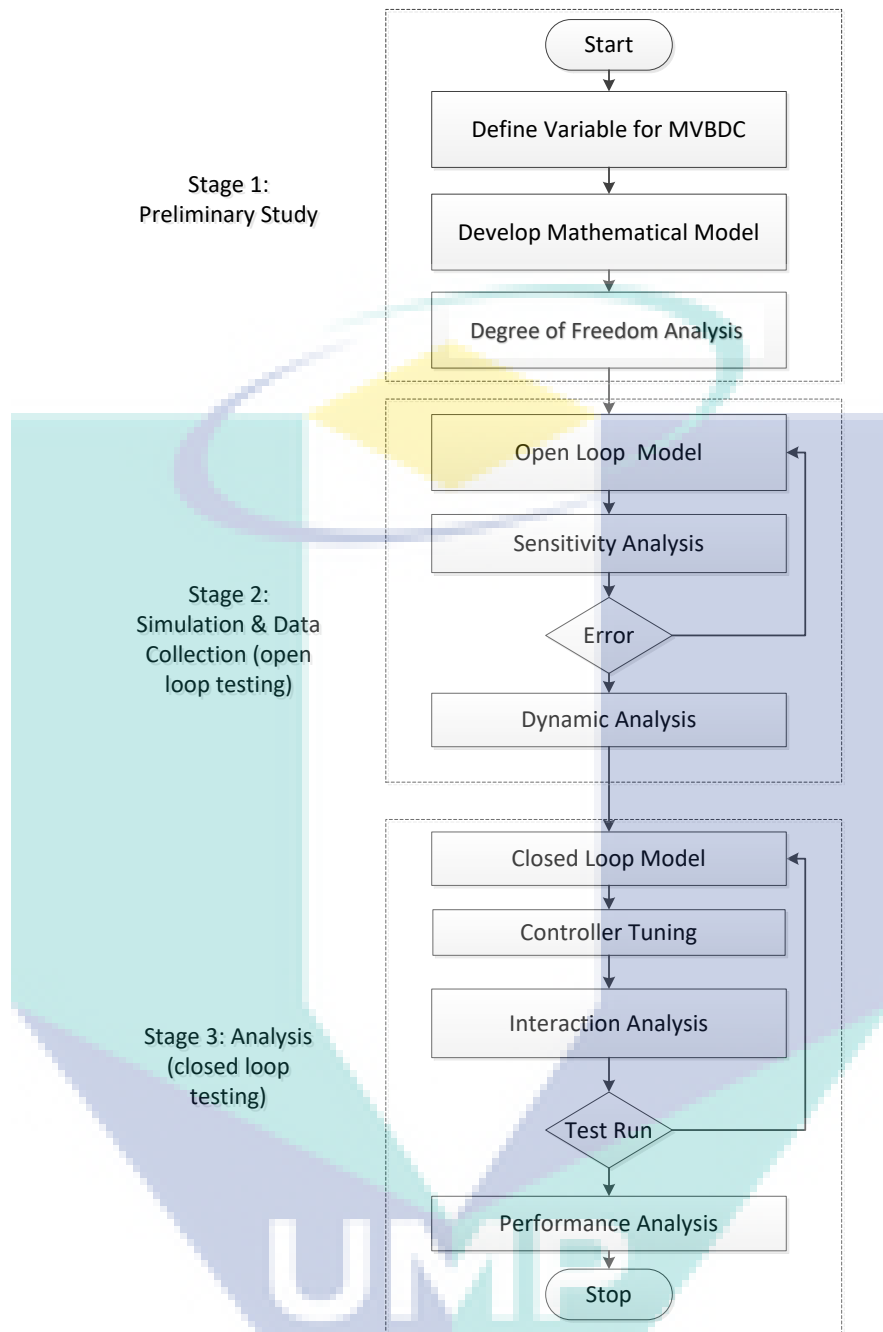 Start
Define Variable for MVBDC
Stage 1:
Preliminary Study
Develop Mathematical Model
Degree of Freedom Analysis
Open Loop Model
Sensitivity Analysis
Stage 2:
Simulation & Data
Collection (open
loop testing)
Error
Dynamic Analysis
Closed Loop Model
Controller Tuning
Interaction Analysis
Stage 3: Analysis
(closed loop
testing)
Test Run
Performance Analysis
Stop
UMP